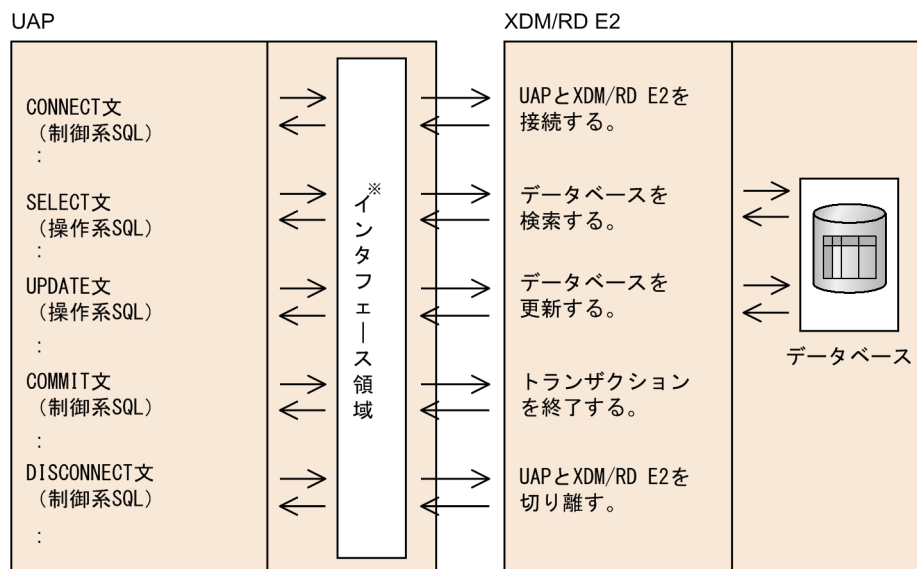 UAP
XDM/RD E2
CONNECT文
（制御系SQL）
:
SELECT文
（操作系SQL）
:
UPDATE文
（操作系SQL）
:
COMMIT文
（制御系SQL）
:
DISCONNECT文
（制御系SQL）
:
※
インタフェース領域
UAPとXDM/RD E2を
接続する。
データベースを
検索する。
データベースを
更新する。
トランザクション
を終了する。
UAPとXDM/RD E2を
切り離す。
データベース